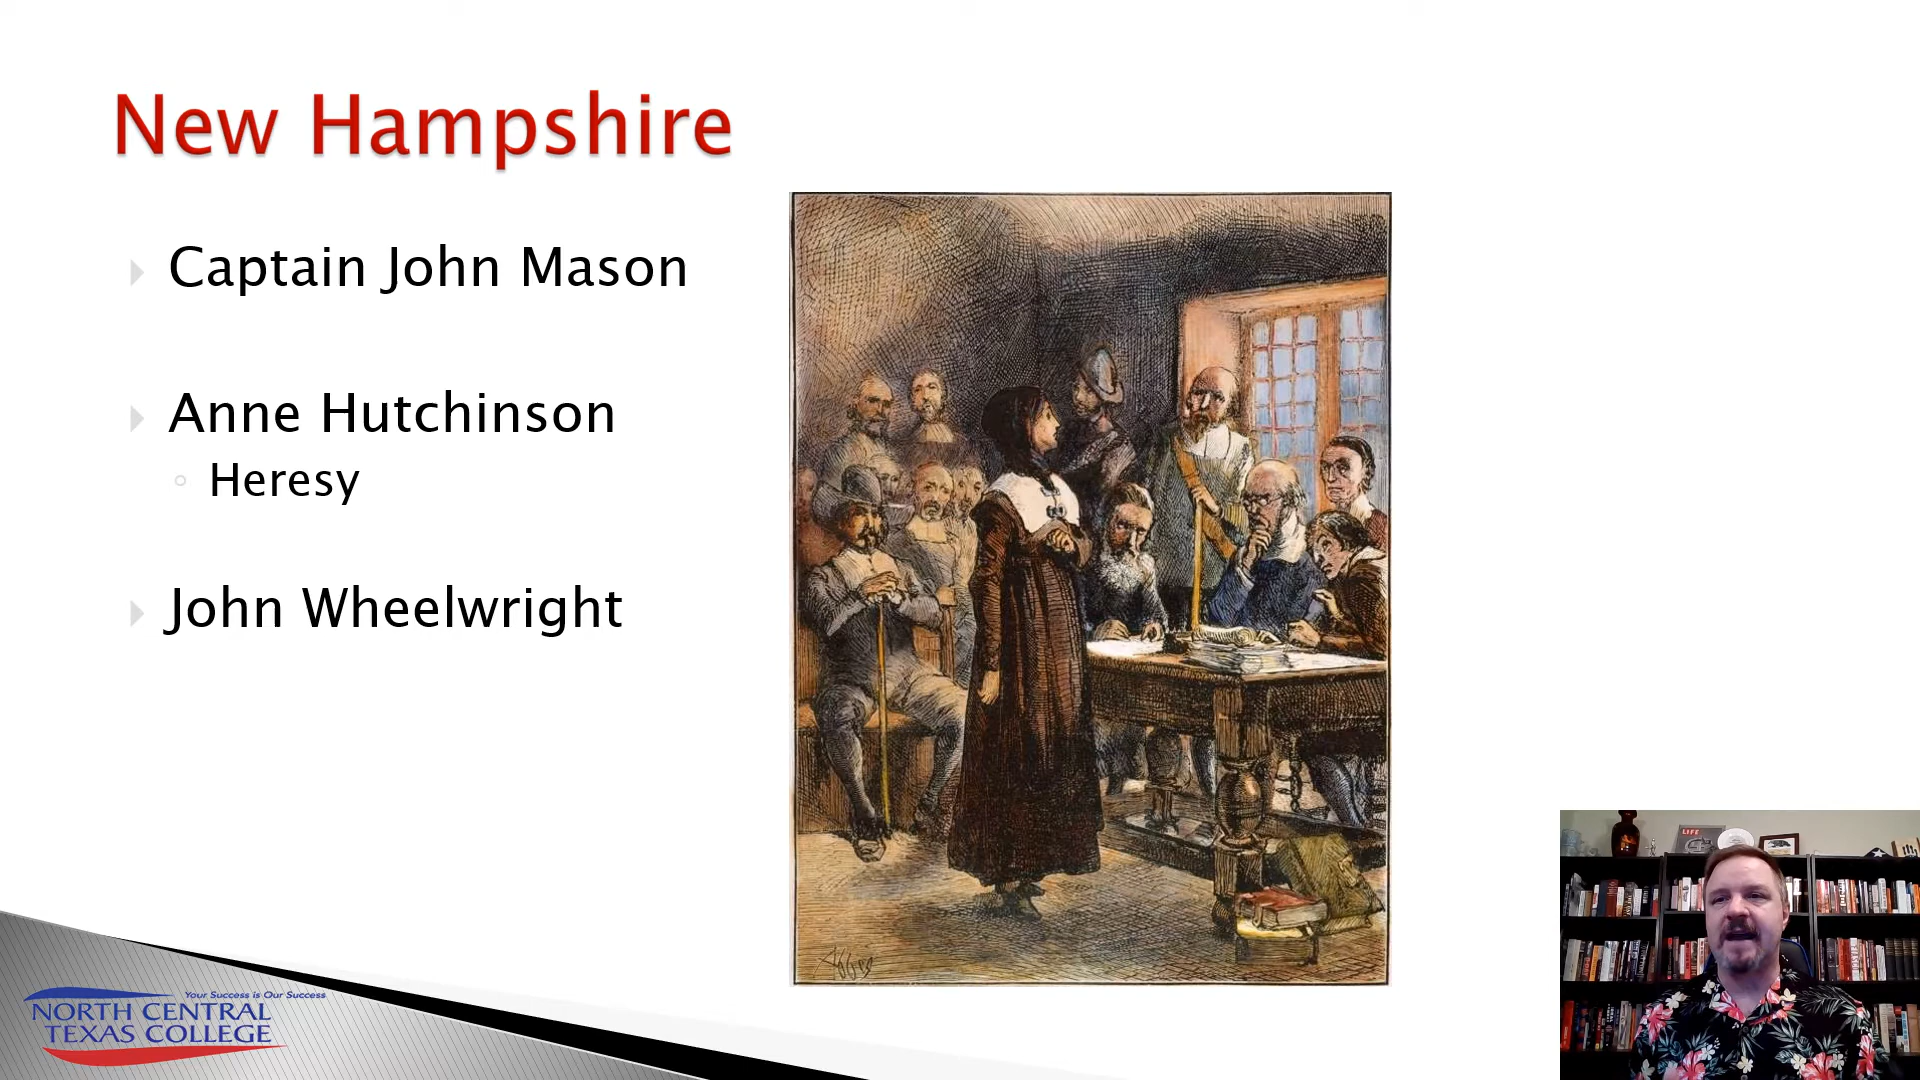 New Hampshire
Captain John Mason
Anne Hutchinson
Heresy
John Wheelwright
Your Success is Our Success
NORTH CENTRAL
TEXAS COLLEGE
LIFE